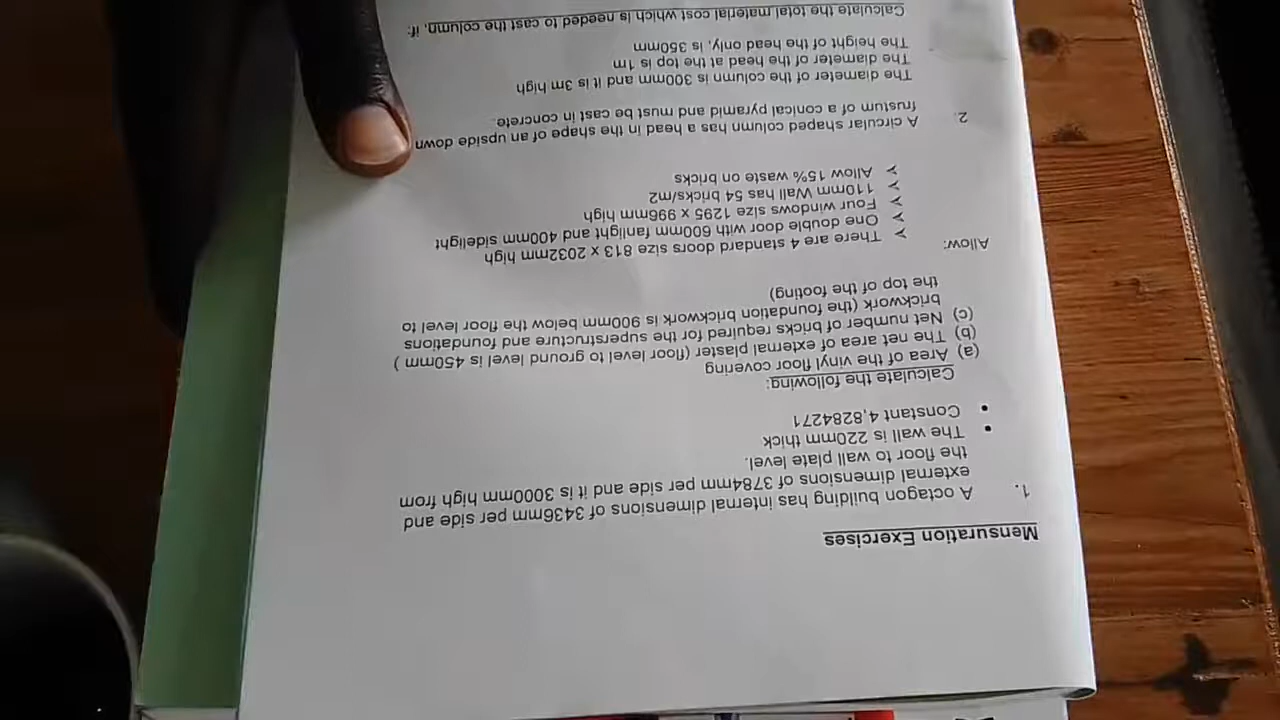 Mensuration Exercises
1. A octagon building has internal dimensions of 3436mm per side and
external dimensions of 3784mm per side and it is 3000mm high from
the floor to wall plate level.
• The wall is 220mm thick
• Constant 4,8284271
Calculate the following:
(a) Area of the vinyl floor covering
(b) The net area of external plaster (floor level to ground level is 450mm )
(c) Net number of bricks required for the superstructure and foundations
brickwork (the foundation brickwork is 900mm below the floor level to
the top of the footing)
Allow:
➢ There are 4 standard doors size 813 x 2032mm high
➢ One double door with 600mm fanlight and 400mm sidelight
➢ Four windows size 1295 x 996mm high
➢ 110mm Wall has 54 bricks/m2
➢ Allow 15% waste on bricks
2. A circular shaped column has a head in the shape of an upside down
frustum of a conical pyramid and must be cast in concrete.
The diameter of the column is 300mm and it is 3m high
The diameter of the head at the top is 1m
The height of the head only, is 350mm
Calculate the total material cost which is needed to cast the column, if: